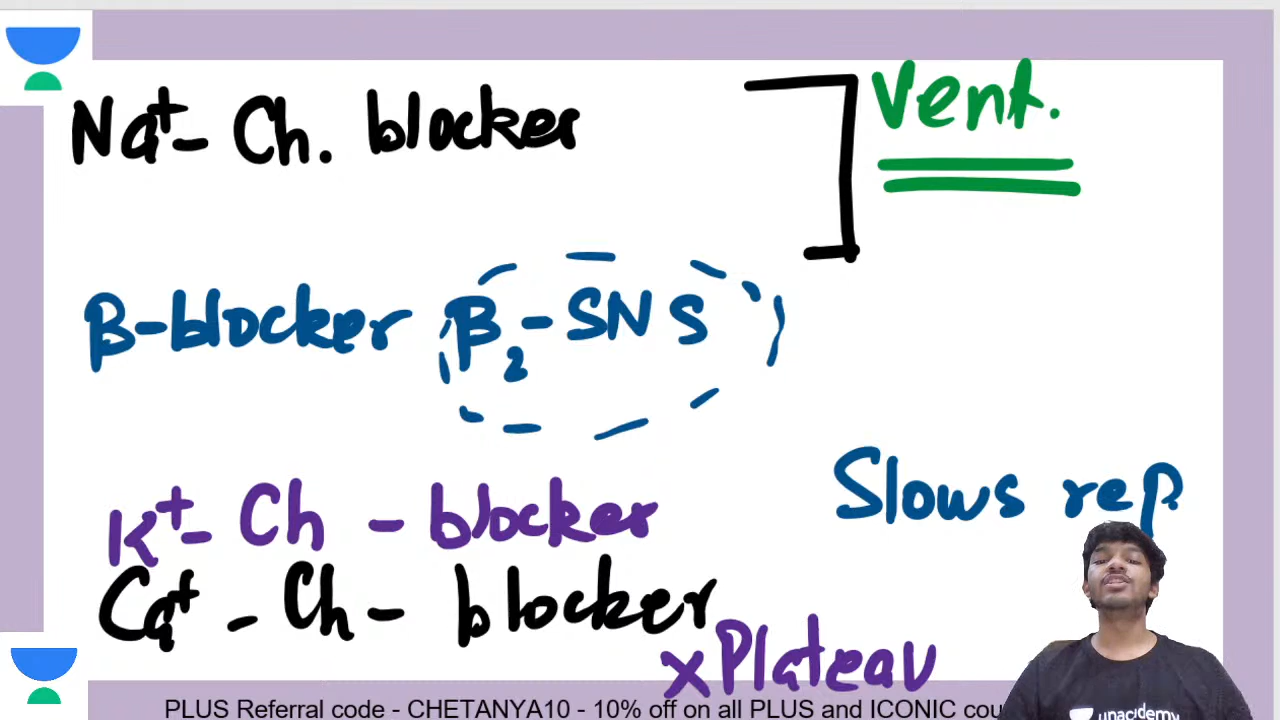 Na+- Ch. blocker
Vent.
β-blocker β2-SNS
K+- Ch - blocker
Slows rep
Ca+ - Ch - blocker
x Plateau
PLUS Referral code - CHETANYA10 - 10% off on all PLUS and ICONIC cou
unacademy